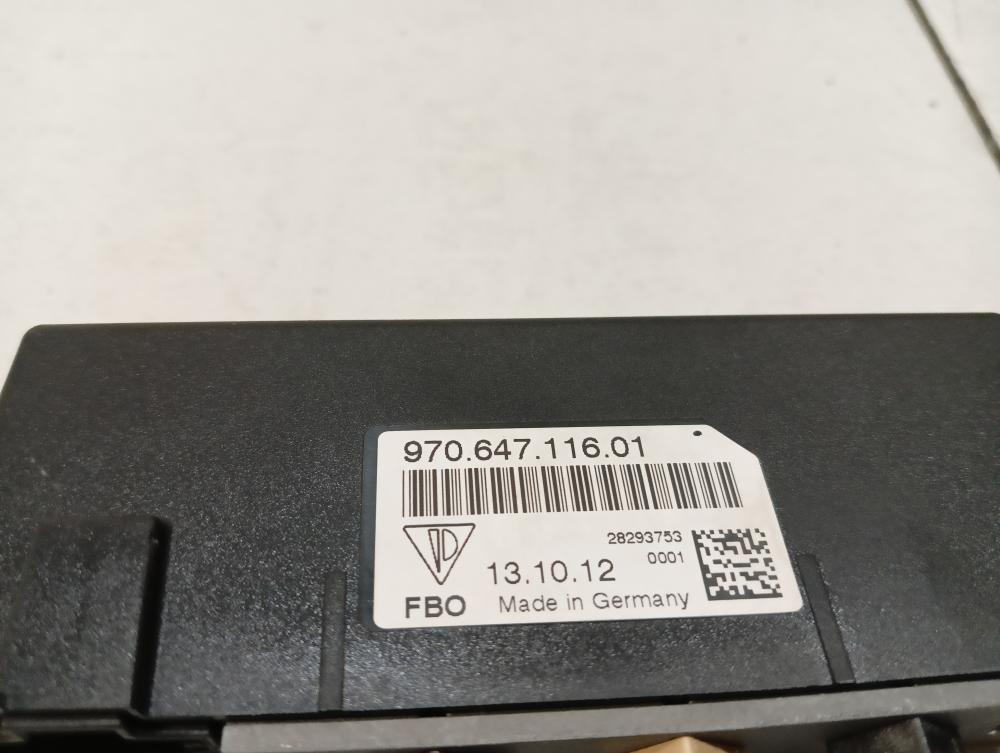 970.647.116.01
28293753
0001
13.10.12
FBO Made in Germany